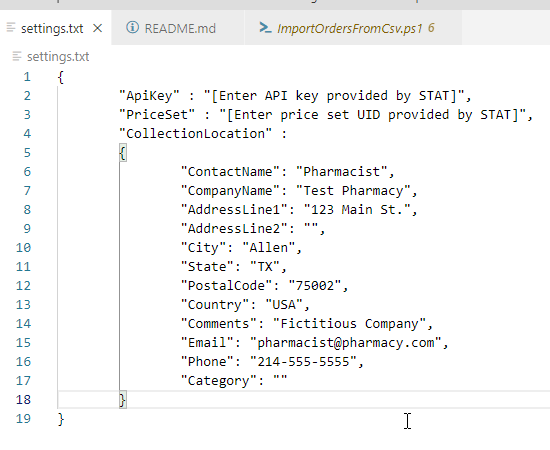 settings.txt × README.md ImportOrdersFromCsv.ps1 6
settings.txt
1 {
2 "ApiKey" : "[Enter API key provided by STAT]",
3 "PriceSet" : "[Enter price set UID provided by STAT]",
4 "CollectionLocation" :
5 {
6 "ContactName": "Pharmacist",
7 "CompanyName": "Test Pharmacy",
8 "AddressLine1": "123 Main St.",
9 "AddressLine2": "",
10 "City": "Allen",
11 "State": "TX",
12 "PostalCode": "75002",
13 "Country": "USA",
14 "Comments": "Fictitious Company",
15 "Email": "pharmacist@pharmacy.com",
16 "Phone": "214-555-5555",
17 "Category": ""
18 }
19 }